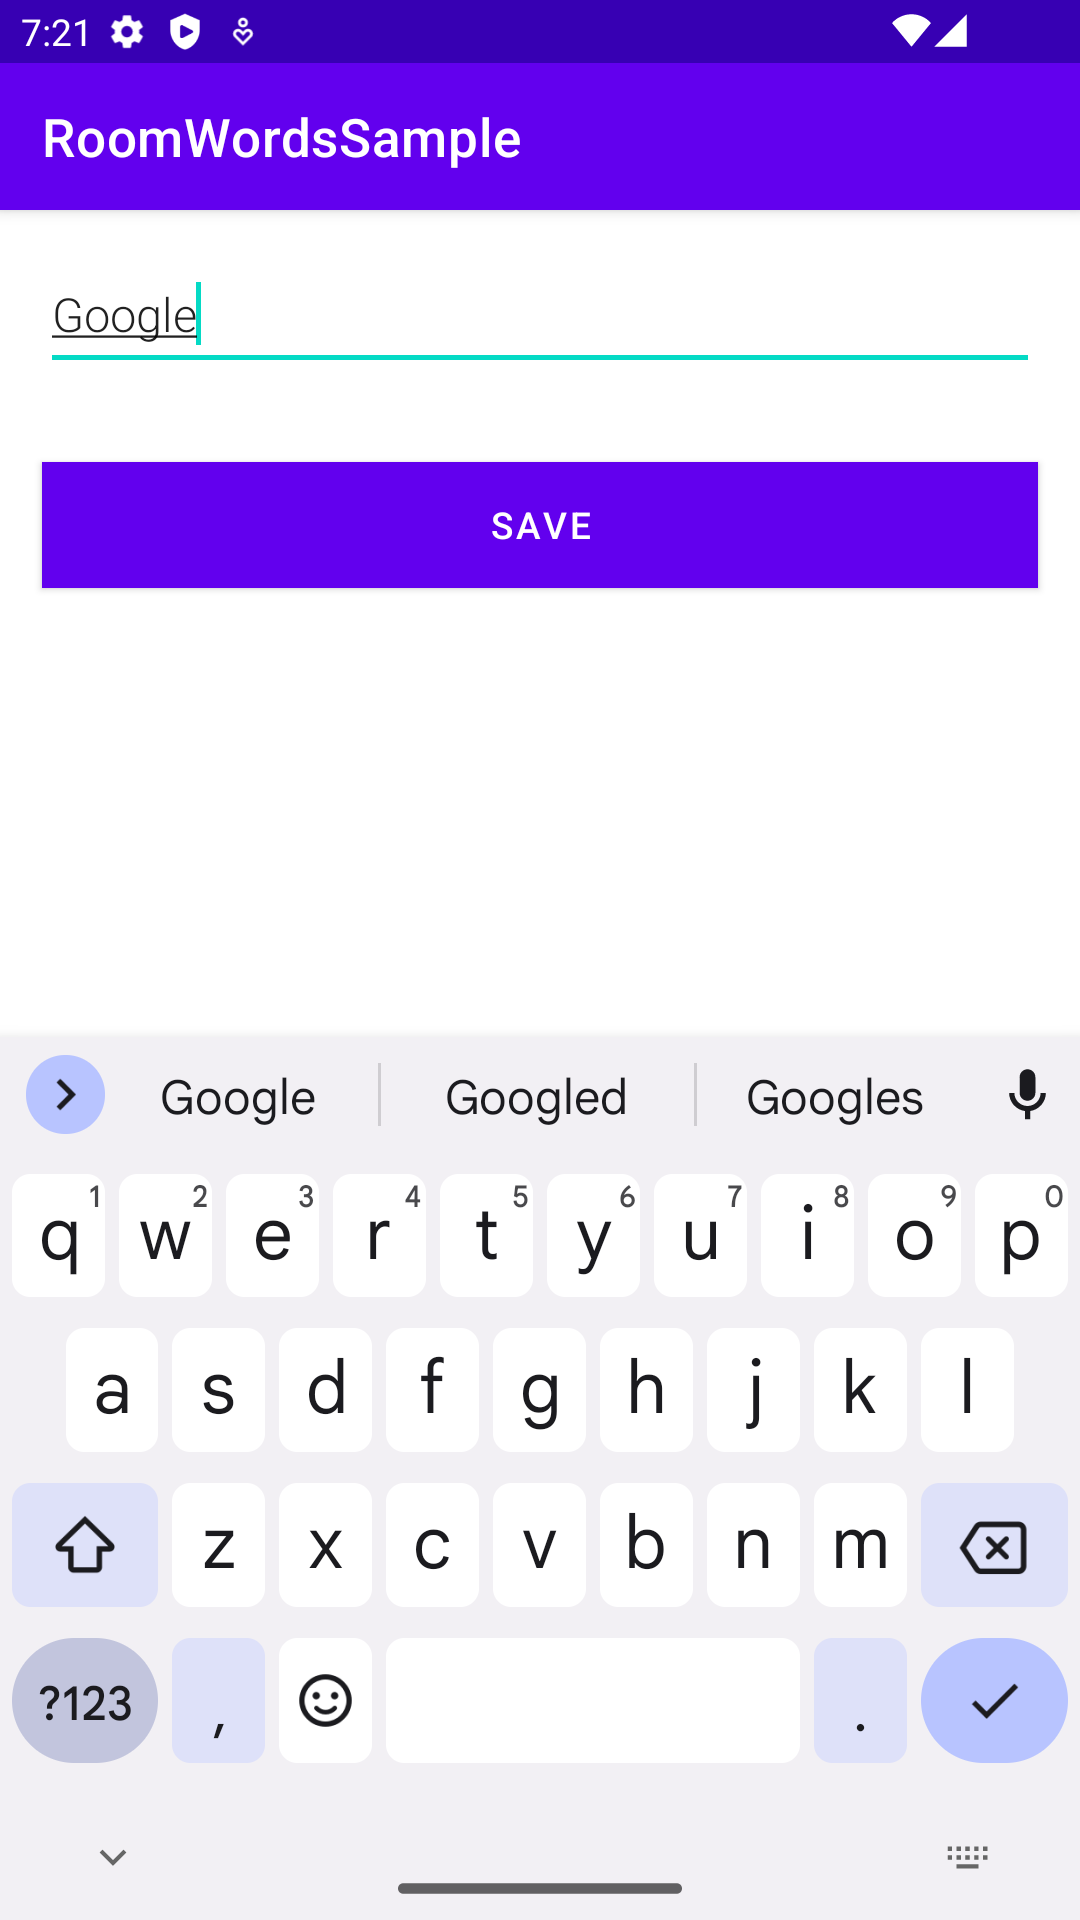 7:21
RoomWordsSample
Google
SAVE
Google Googled Googles
q 1 w 2 e 3 r 4 t 5 y 6 u 7 i 8 o 9 p 0
a s d f g h j k l
z x c v b n m
?123 , .